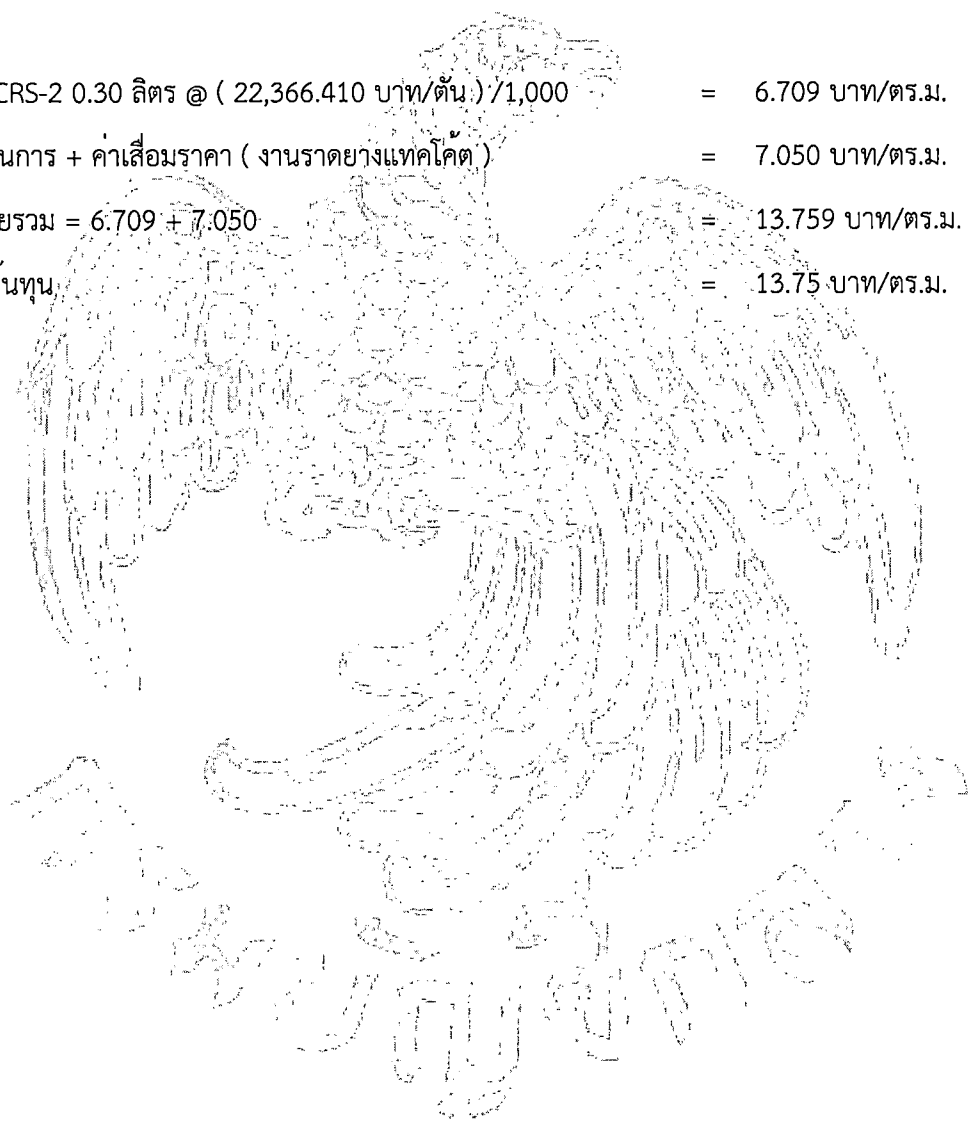 CRS-2 0.30 ลิตร @ ( 22,366.410 บาท/ตัน ) /1,000 = 6.709 บาท/ตร.ม.
นการ + ค่าเสื่อมราคา ( งานราดยางแทคโค้ต ) = 7.050 บาท/ตร.ม.
ยรวม = 6.709 + 7.050 = 13.759 บาท/ตร.ม.
นทุน = 13.75 บาท/ตร.ม.